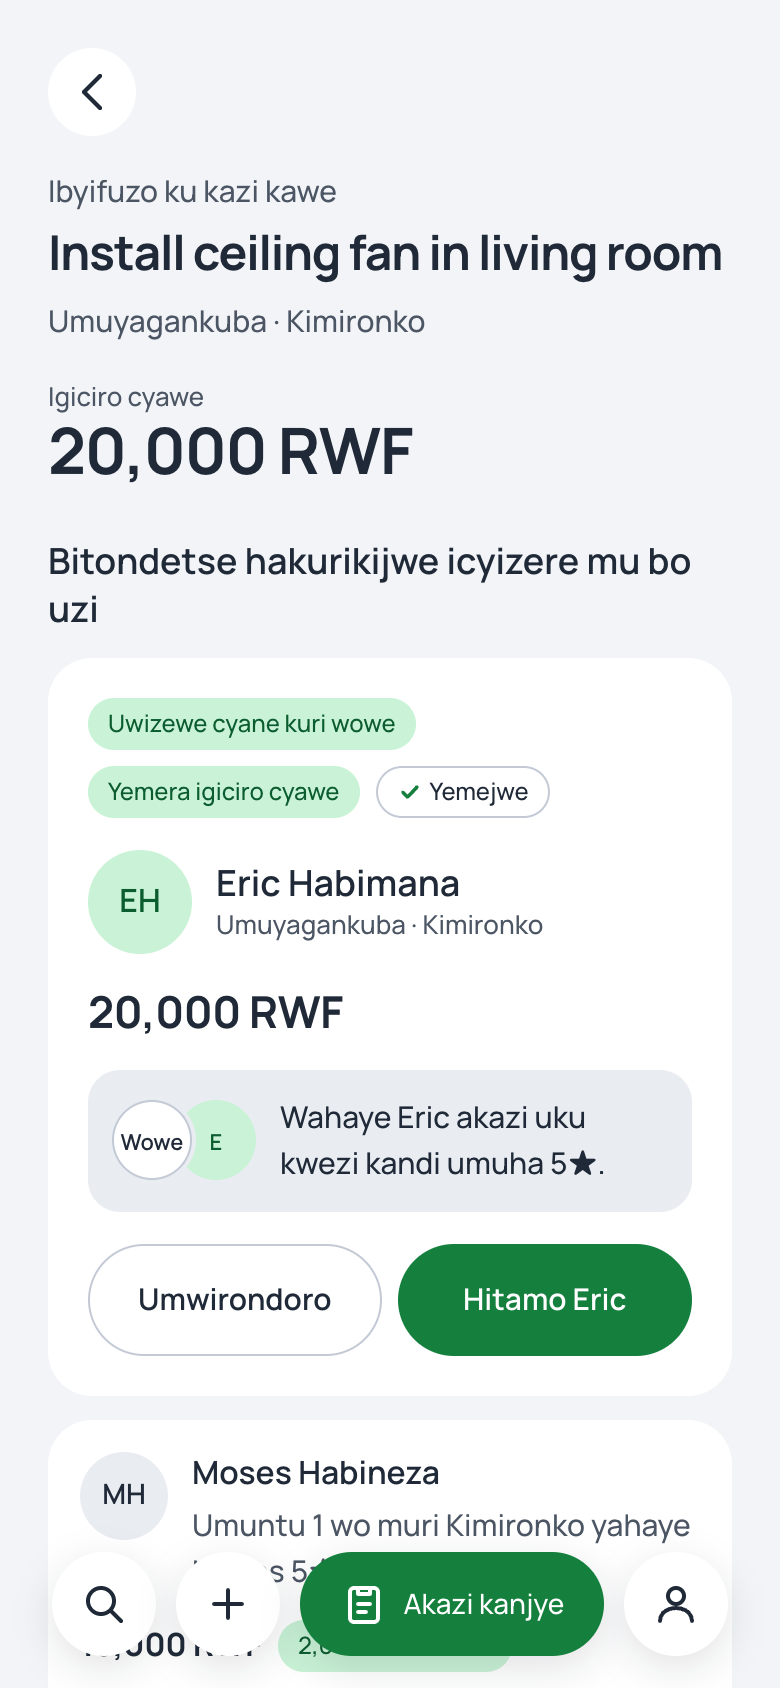 Ibyifuzo ku kazi kawe
Install ceiling fan in living room
Umuyagankuba · Kimironko
Igiciro cyawe
20,000 RWF
Bitondetse hakurikijwe icyizere mu bo
uzi
Uwizewe cyane kuri wowe
Yemera igiciro cyawe
Yemejwe
EH
Eric Habimana
Umuyagankuba · Kimironko
20,000 RWF
Wowe
E
Wahaye Eric akazi uku
kwezi kandi umuha 5★.
Umwirondoro
Hitamo Eric
MH
Moses Habineza
Umuntu 1 wo muri Kimironko yahaye
Akazi kanjye